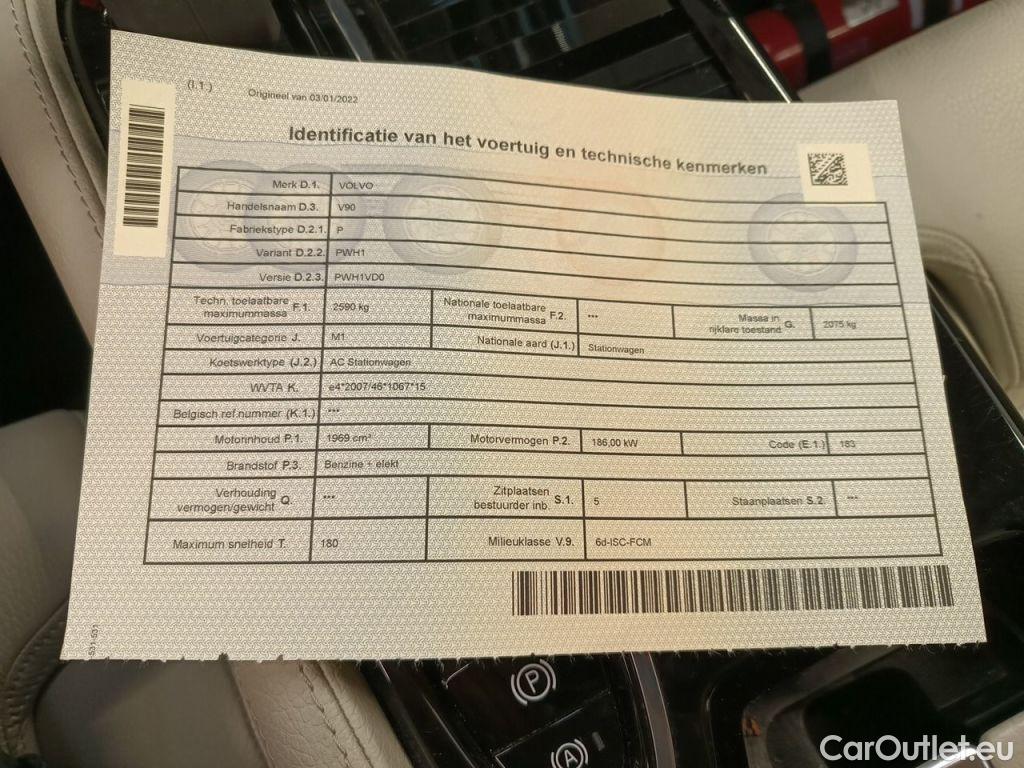 (I.1.)
Origineel van 03/01/2022
Identificatie van het voertuig en technische kenmerken
Merk D.1. VOLVO
Handelsnaam D.3. V90
Fabriekstype D.2.1. P
Variant D.2.2. PWH1
Versie D.2.3. PWH1VD0
Techn. toelaatbare maximummassa F.1. 2590 kg Nationale toelaatbare maximummassa F.2. *** Massa in rijklare toestand G. 2075 kg
Voertuigcategorie J. M1 Nationale aard (J.1.) Stationwagen
Koetswerktype (J.2.) AC Stationwagen
WVTA K. e4*2007/46*1067*15
Belgisch ref.nummer (K.1.) ***
Motorinhoud P.1. 1969 cm³ Motorvermogen P.2. 186,00 kW Code (E.1.) 183
Brandstof P.3. Benzine + elekt
Verhouding vermogen/gewicht Q. *** Zitplaatsen bestuurder inb. S.1. 5 Staanplaatsen S.2. ***
Maximum snelheid T. 180 Milieuklasse V.9. 6d-ISC-FCM
P
A
CarOutlet.eu